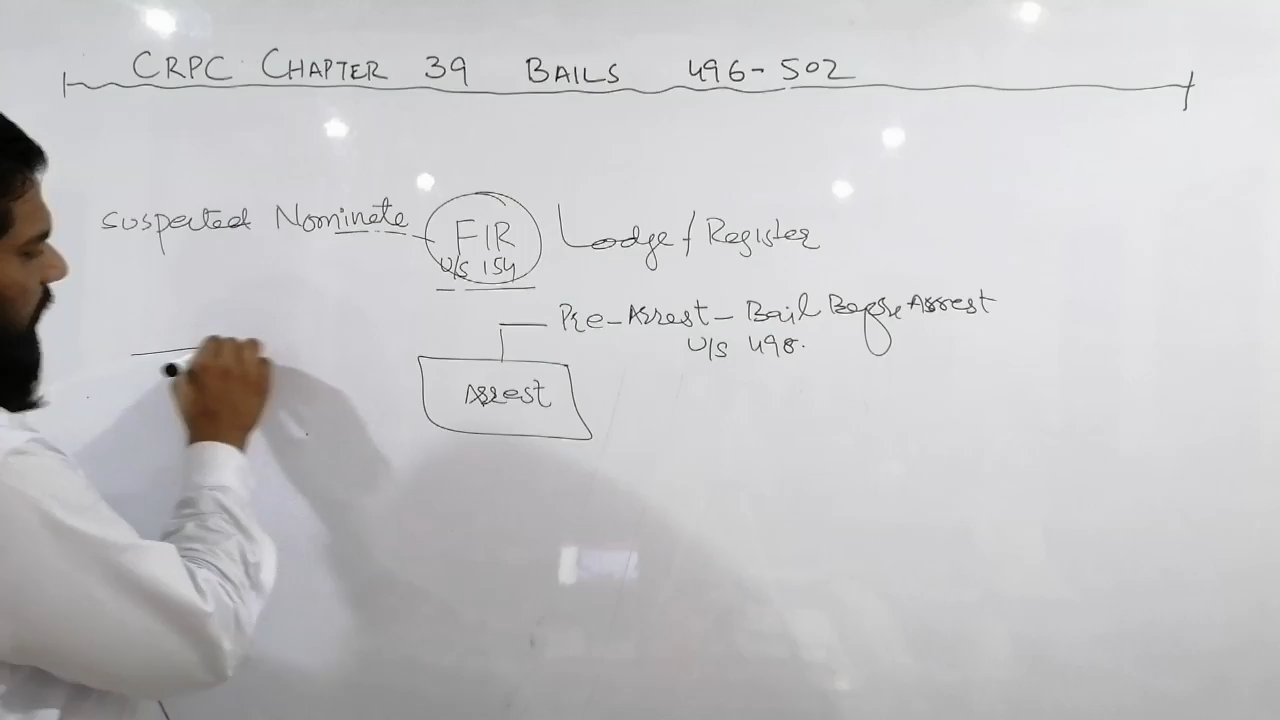 CRPC CHAPTER 39 BAILS 496-502
suspected Nominate FIR Lodge / Register
U/S 154
Pre-Arrest - Bail Before Arrest
U/S 498.
Arrest